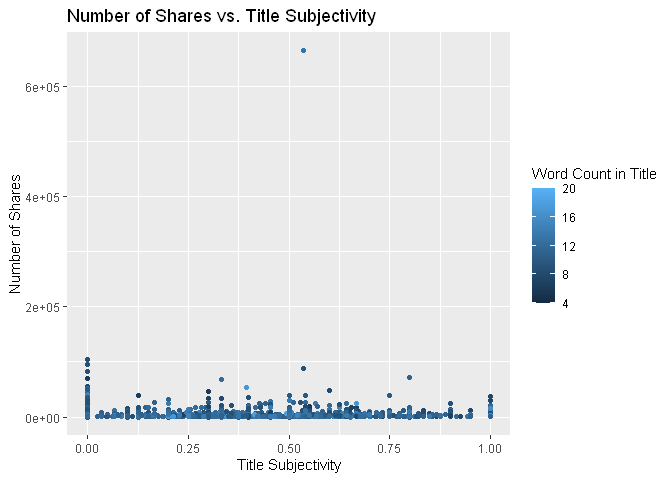 Number of Shares vs. Title Subjectivity
6e+05
4e+05
2e+05
0e+00
Number of Shares
0.00 0.25 0.50 0.75 1.00
Title Subjectivity
Word Count in Title
20
16
12
8
4